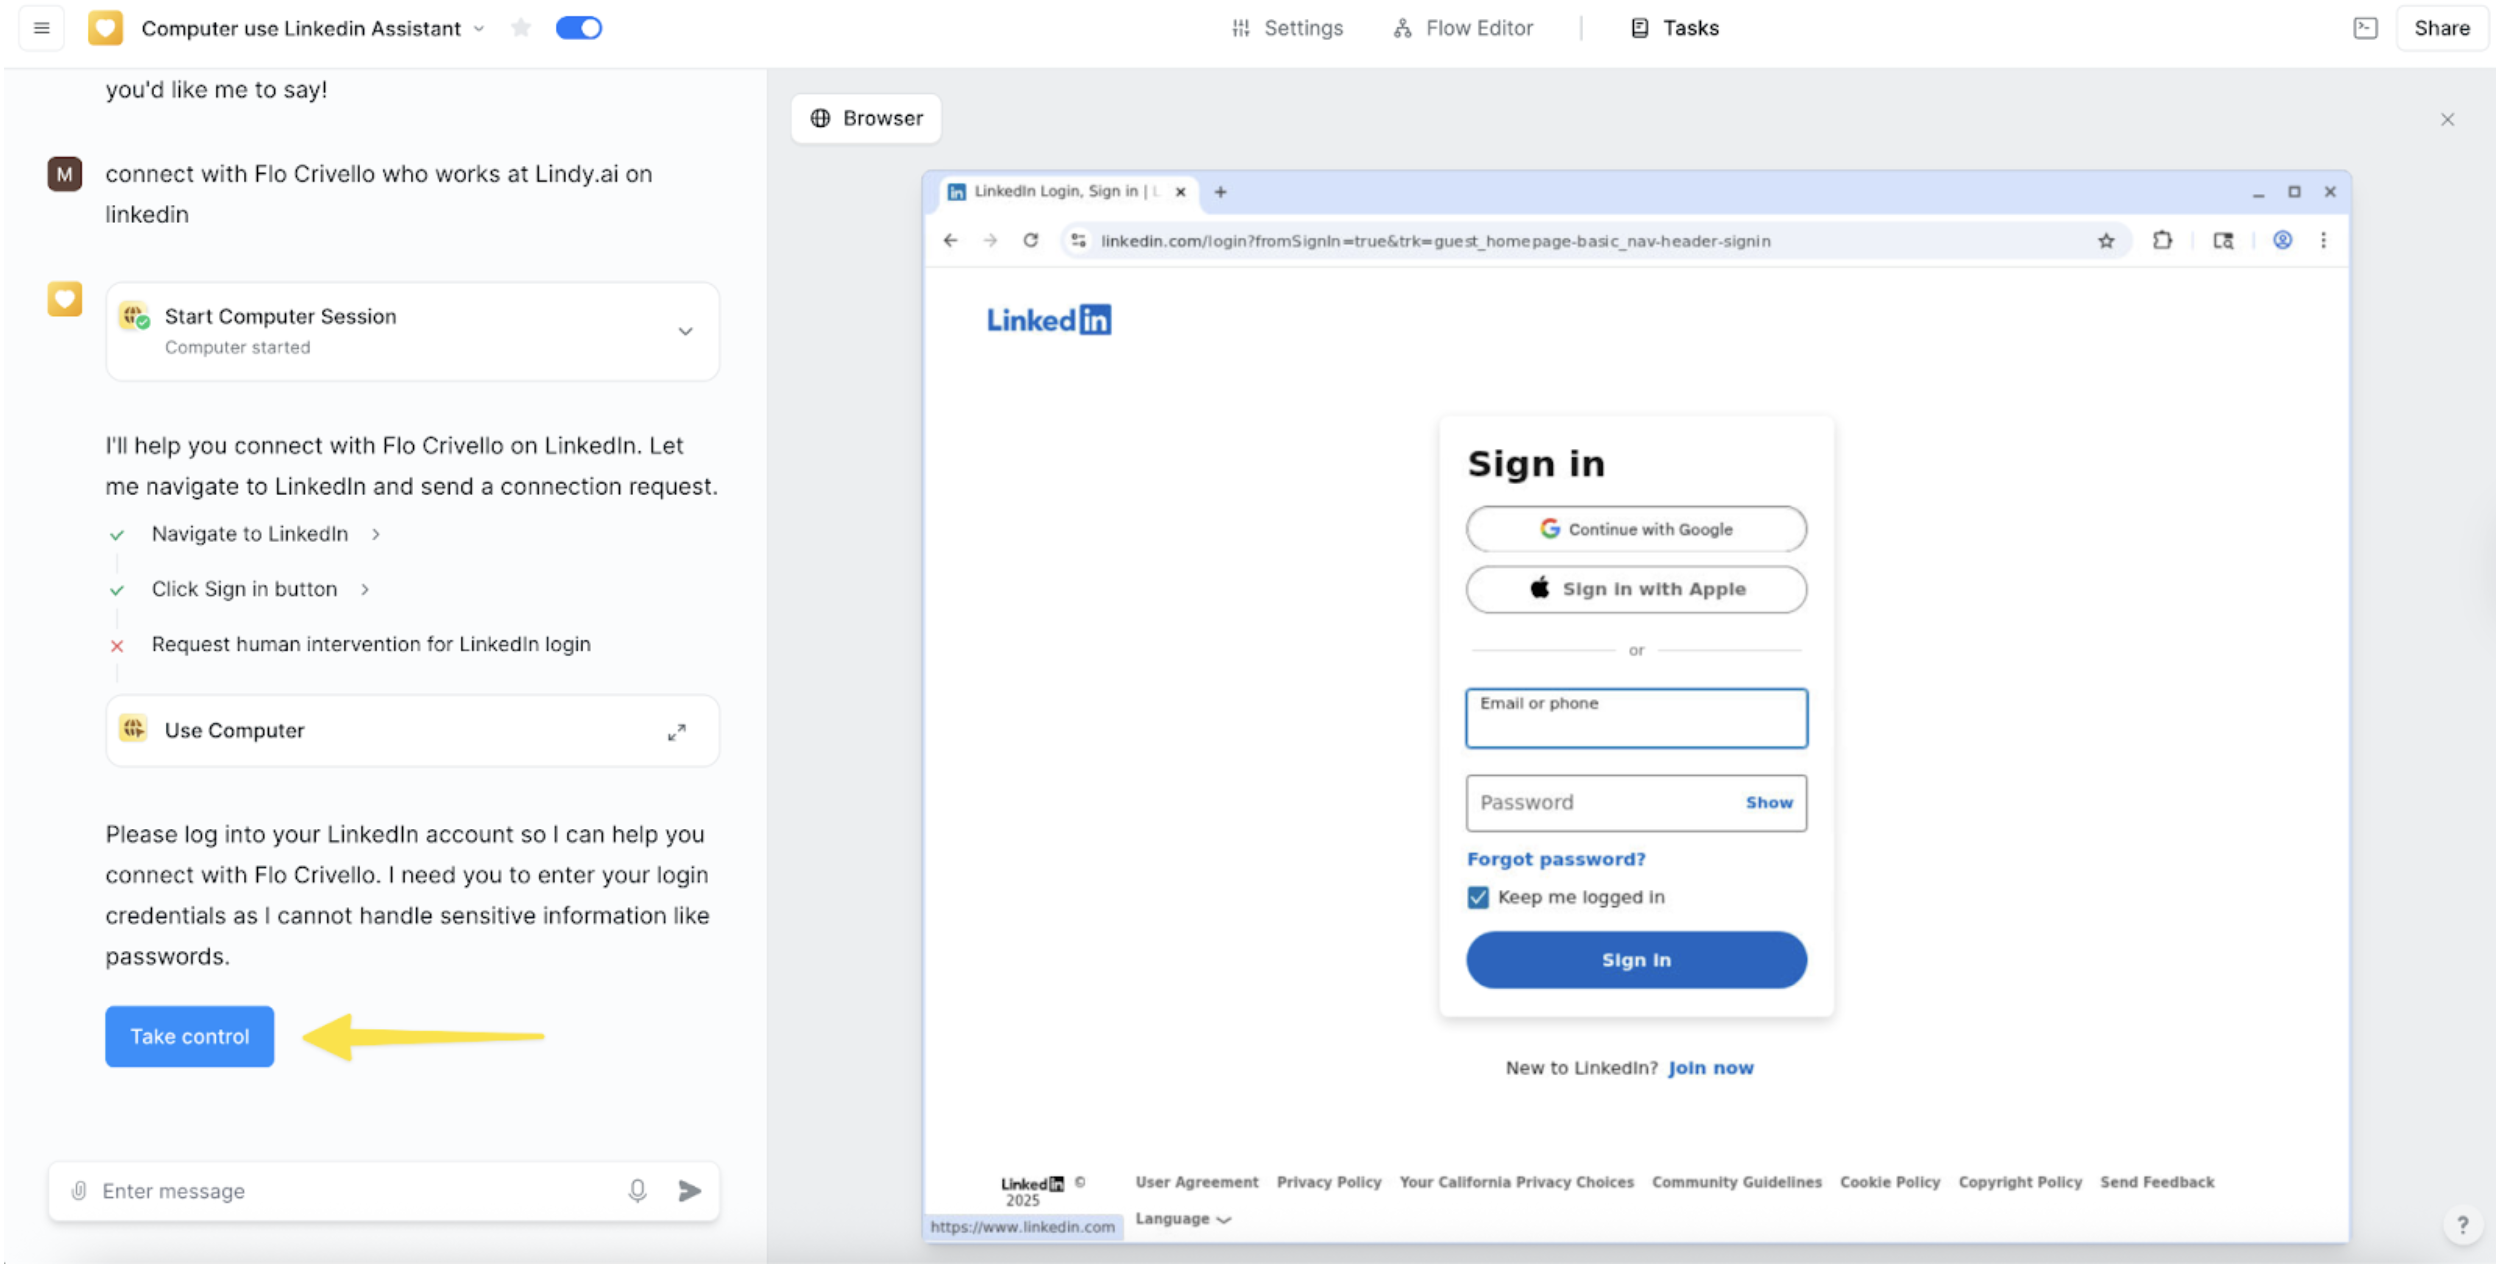 Computer use Linkedin Assistant
Settings
Flow Editor
Tasks
Share
you'd like me to say!
M
connect with Flo Crivello who works at Lindy.ai on
linkedin
Start Computer Session
Computer started
I'll help you connect with Flo Crivello on LinkedIn. Let
me navigate to LinkedIn and send a connection request.
Navigate to LinkedIn
Click Sign in button
Request human intervention for LinkedIn login
Use Computer
Please log into your LinkedIn account so I can help you
connect with Flo Crivello. I need you to enter your login
credentials as I cannot handle sensitive information like
passwords.
Take control
Enter message
Browser
LinkedIn Login, Sign in | L
linkedin.com/login?fromSignIn=true&trk=guest_homepage-basic_nav-header-signin
Linked in
Sign in
Continue with Google
Sign in with Apple
or
Email or phone
Password
Show
Forgot password?
Keep me logged in
Sign in
New to LinkedIn? Join now
Linked in ©
2025
User Agreement
Privacy Policy
Your California Privacy Choices
Community Guidelines
Cookie Policy
Copyright Policy
Send Feedback
Language
https://www.linkedin.com
?